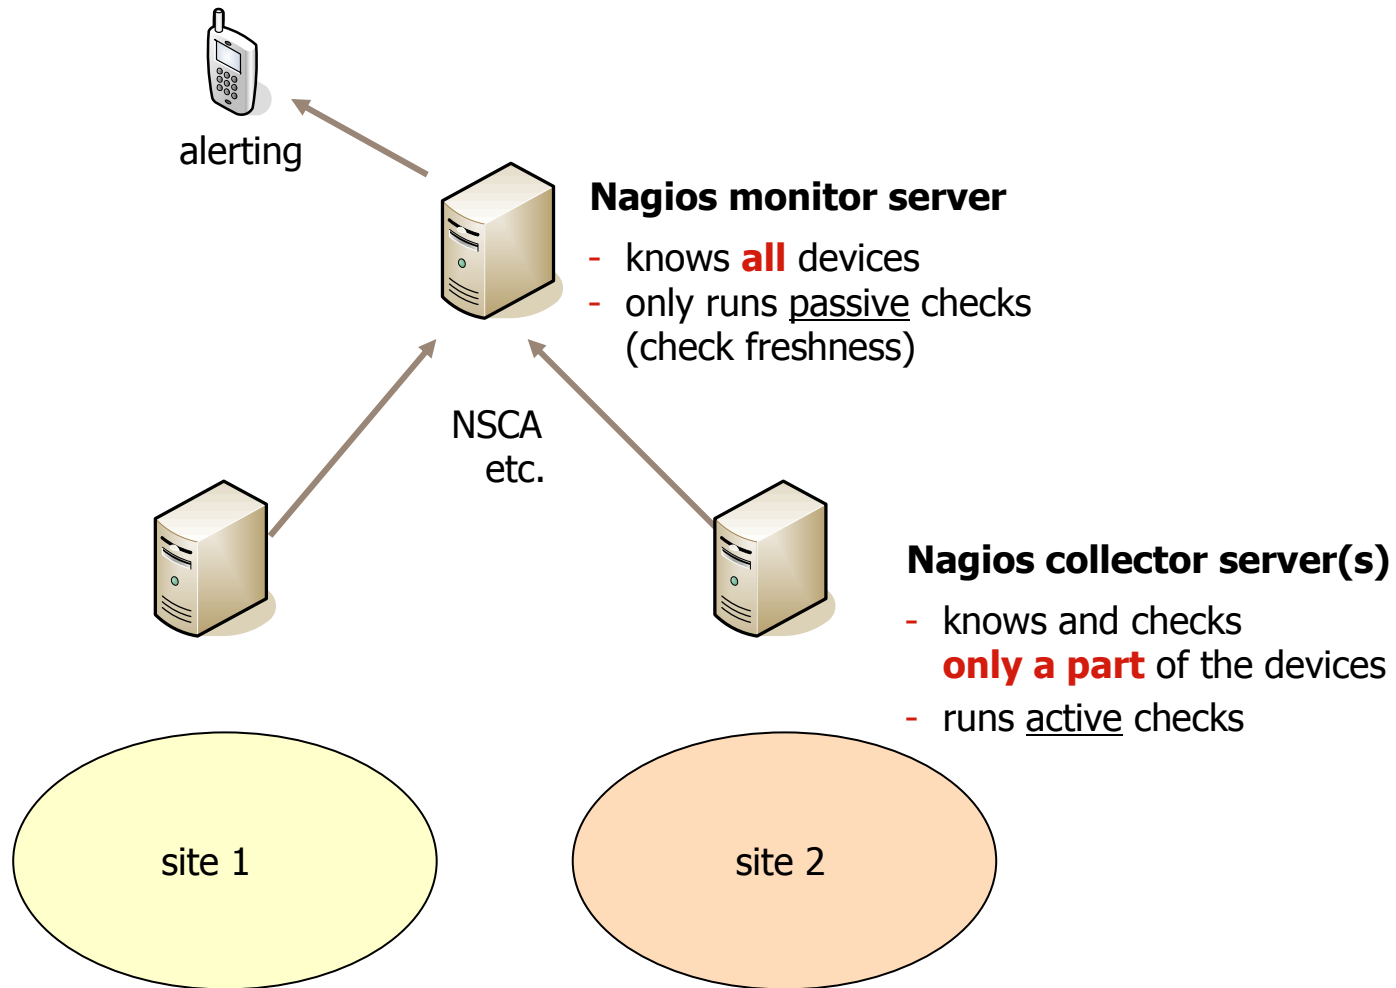 alerting
Nagios monitor server
- knows all devices
- only runs passive checks
(check freshness)
NSCA
etc.
Nagios collector server(s)
- knows and checks
only a part of the devices
- runs active checks
site 1
site 2